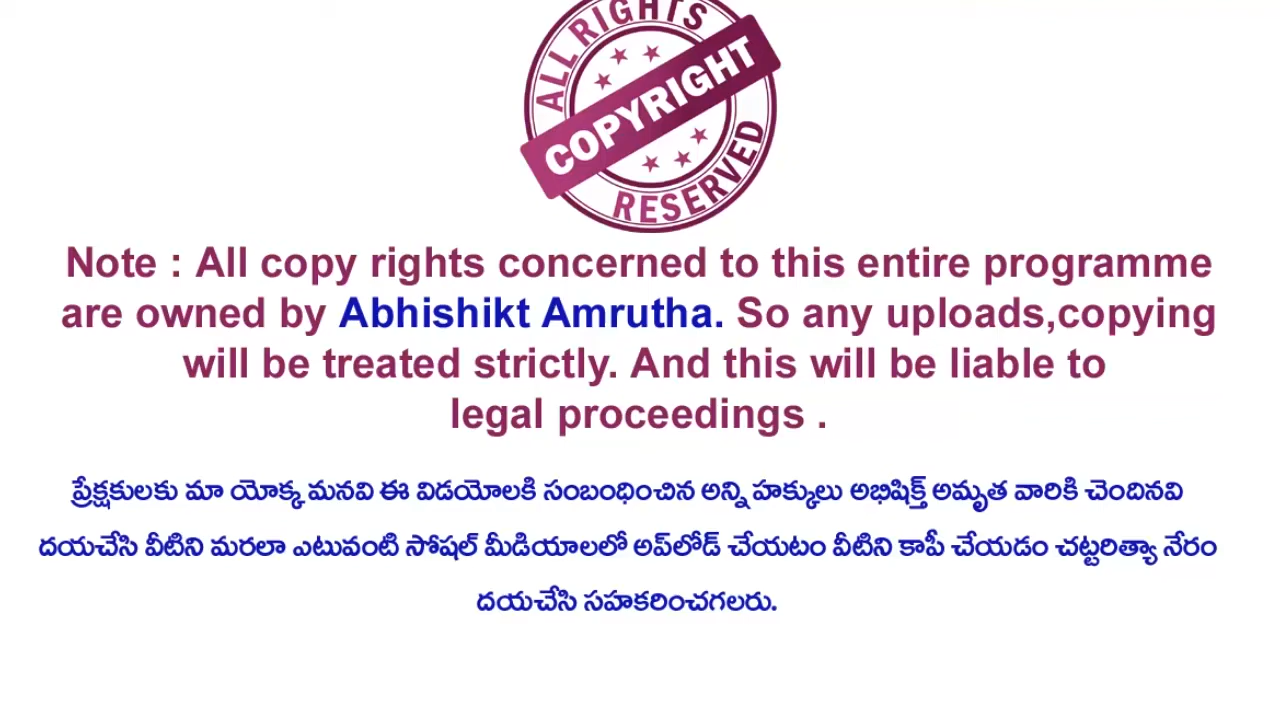 ALL RIGHTS
COPYRIGHT
RESERVED
Note : All copy rights concerned to this entire programme
are owned by Abhishikt Amrutha. So any uploads,copying
will be treated strictly. And this will be liable to
legal proceedings .
ప్రేక్షకులకు మా యోక్క మనవి ఈ విడయోలకి సంబంధించిన అన్ని హక్కులు అభిషిక్త్ అమృత వారికి చెందినవి
దయచేసి వీటిని మరలా ఎటువంటి సోషల్ మీడియాలలో అప్‌లోడ్ చేయటం వీటిని కాపీ చేయడం చట్టరిత్యా నేరం
దయచేసి సహకరించగలరు.